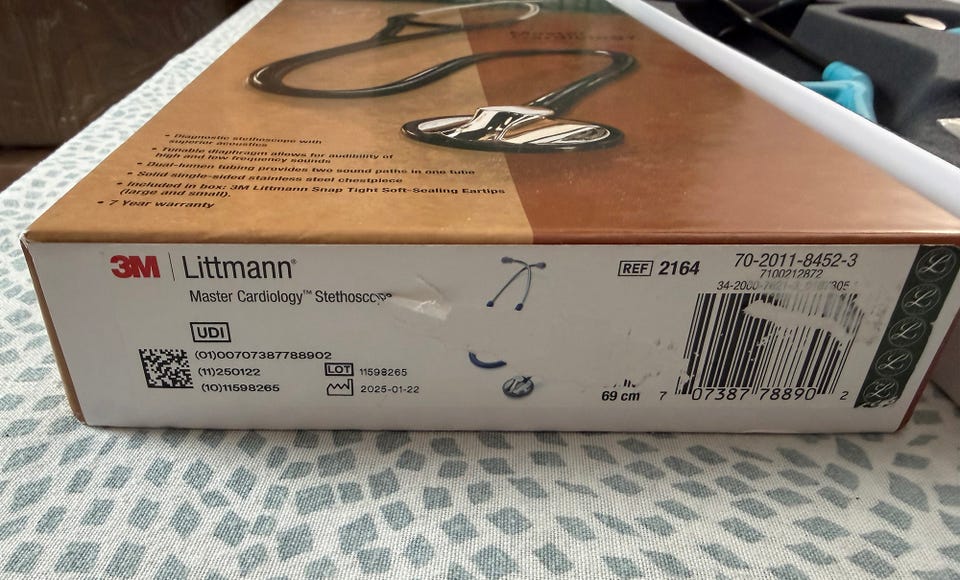 • Diagnostic stethoscope with
superior acoustics
• Tunable diaphragm allows for audibility of
high and low frequency sounds
• Dual-lumen tubing provides two sound paths in one tube
• Solid single-sided stainless steel chestpiece
• Included in box: 3M Littmann Snap Tight Soft-Sealing Eartips
(large and small).
• 7 Year warranty
3M | Littmann®
Master Cardiology™ Stethoscope
UDI
(01)00707387788902
(11)250122
(10)11598265
LOT 11598265
2025-01-22
REF 2164
70-2011-8452-3
7100212872
69 cm
7 07387 78890 2